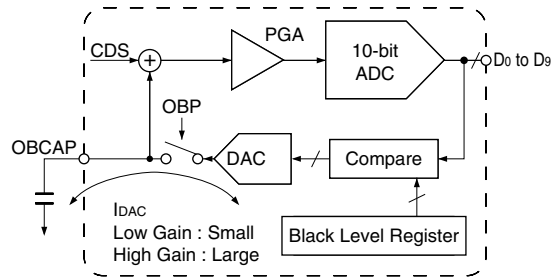 PGA
CDS
+
10-bit
ADC
D0 to D9
OBP
OBCAP
DAC
Compare
IDAC
Low Gain : Small
High Gain : Large
Black Level Register